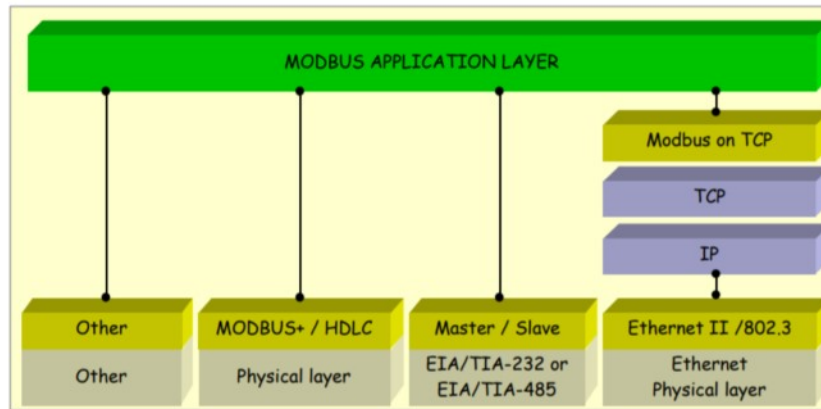 MODBUS APPLICATION LAYER
Modbus on TCP
TCP
IP
Other
MODBUS+ / HDLC
Master / Slave
Ethernet II /802.3
Other
Physical layer
EIA/TIA-232 or
EIA/TIA-485
Ethernet
Physical layer